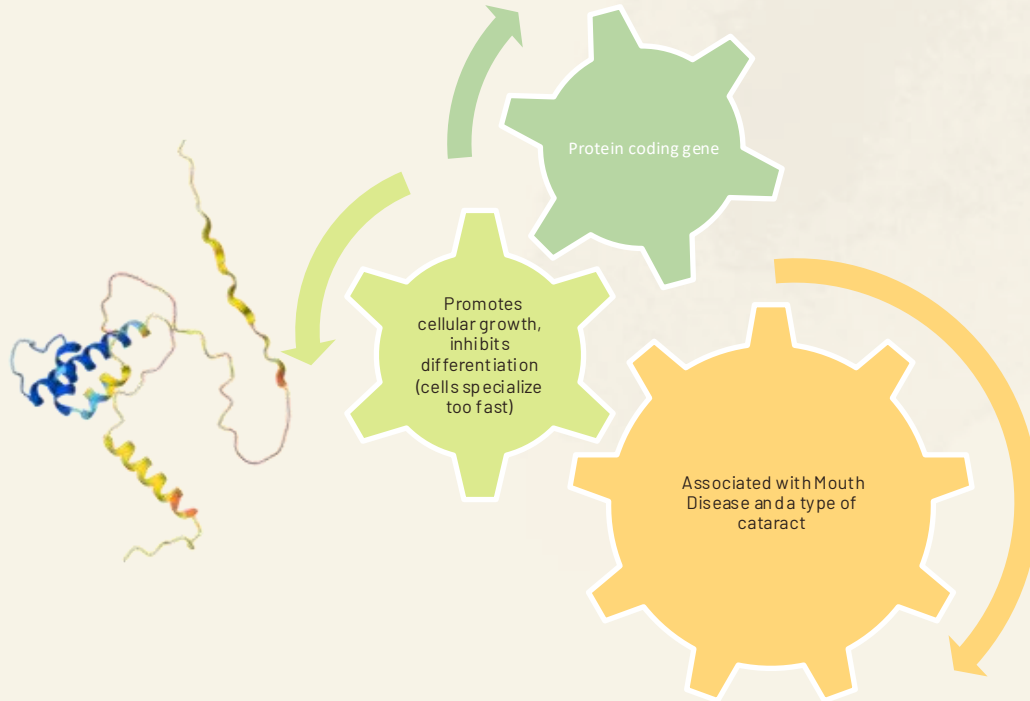 Protein coding gene
Promotes
cellular growth,
inhibits
differentiation
(cells specialize
too fast)
Associated with Mouth
Disease and a type of
cataract